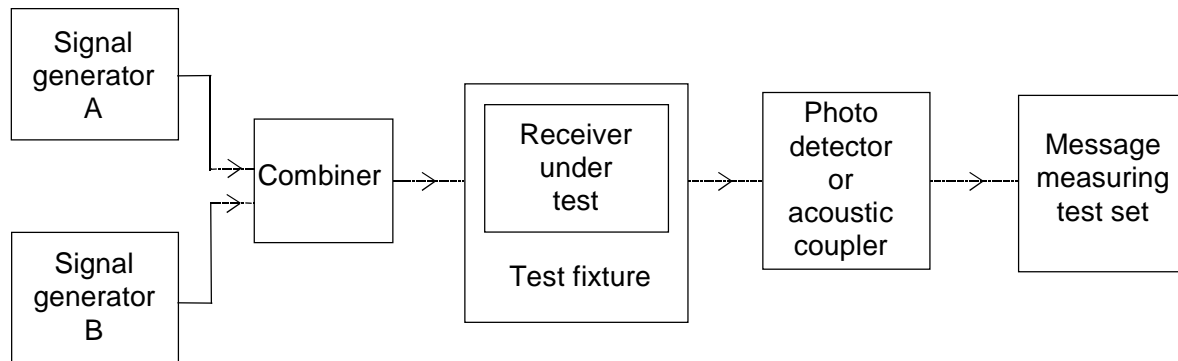 Signal
generator
A
Signal
generator
B
Combiner
Receiver
under
test
Test fixture
Photo
detector
or
acoustic
coupler
Message
measuring
test set